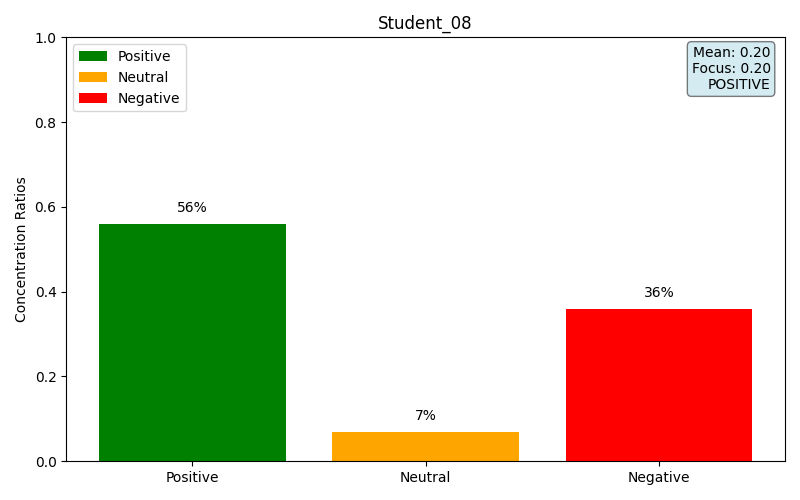 Student_08
Positive
Neutral
Negative
Mean: 0.20
Focus: 0.20
POSITIVE
Concentration Ratios
1.0
0.8
0.6
0.4
0.2
0.0
56%
7%
36%
Positive
Neutral
Negative